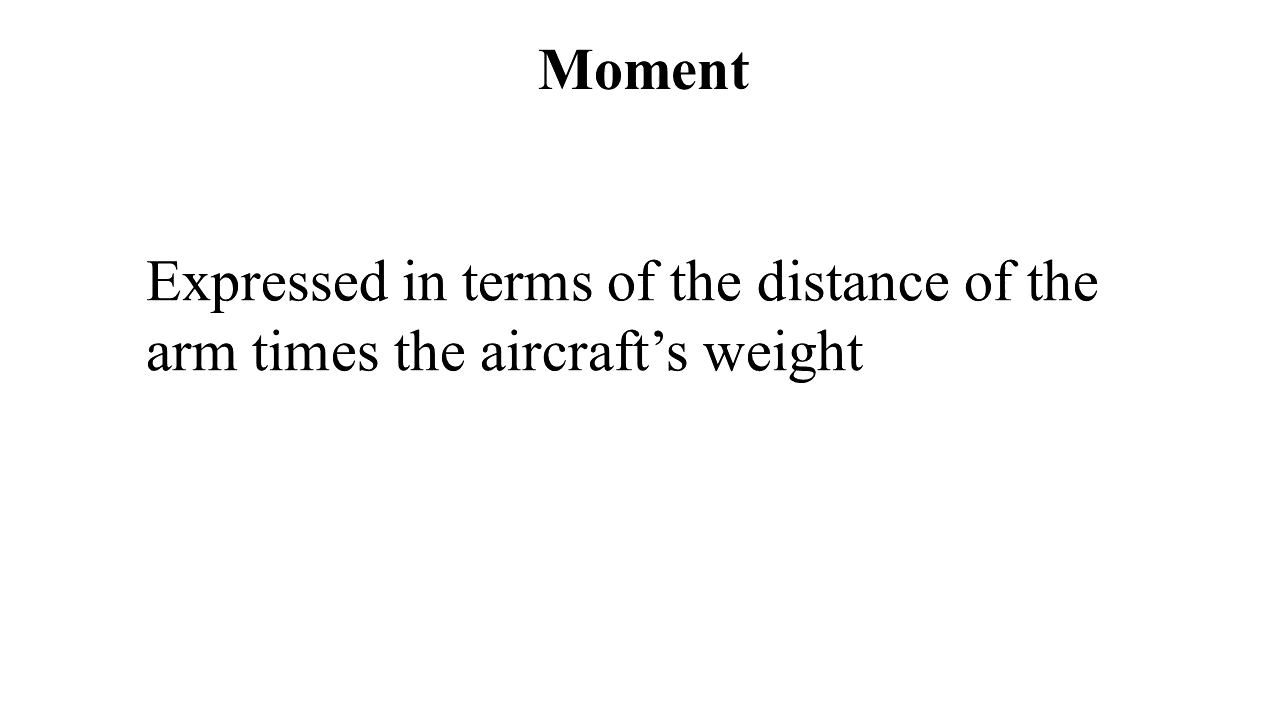 Moment
Expressed in terms of the distance of the
arm times the aircraft’s weight